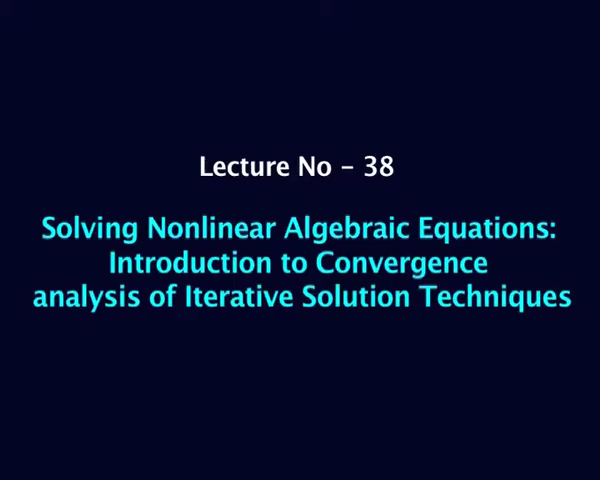 Lecture No – 38
Solving Nonlinear Algebraic Equations:
Introduction to Convergence
analysis of Iterative Solution Techniques